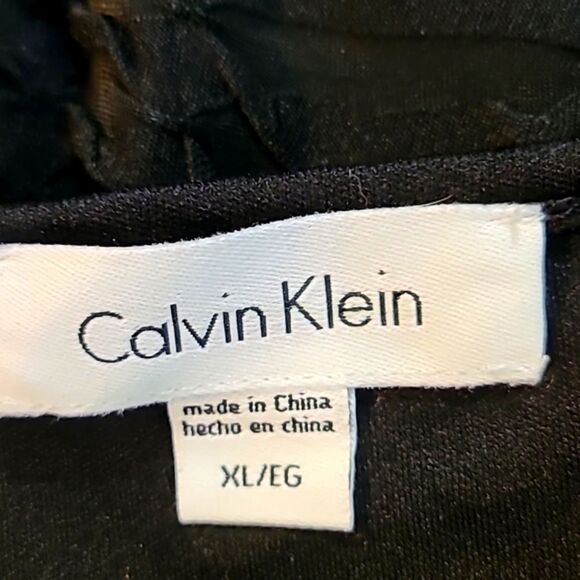 Calvin Klein
made in China
hecho en china
XL/EG